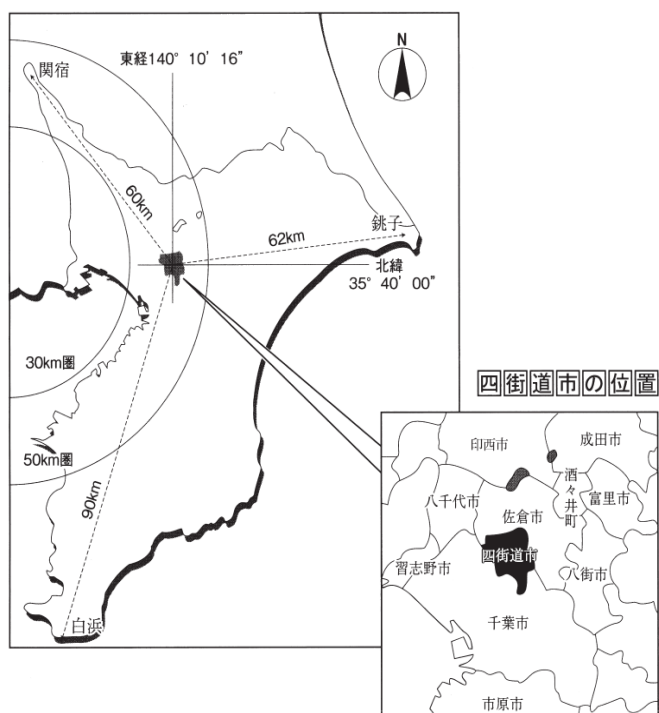 東経140°10′16″
N
関宿
60km
銚子
62km
北緯
35°40′00″
30km圏
50km圏
90km
白浜
四街道市の位置
印西市
成田市
酒々井町
富里市
八千代市
佐倉市
四街道市
習志野市
八街市
千葉市
市原市